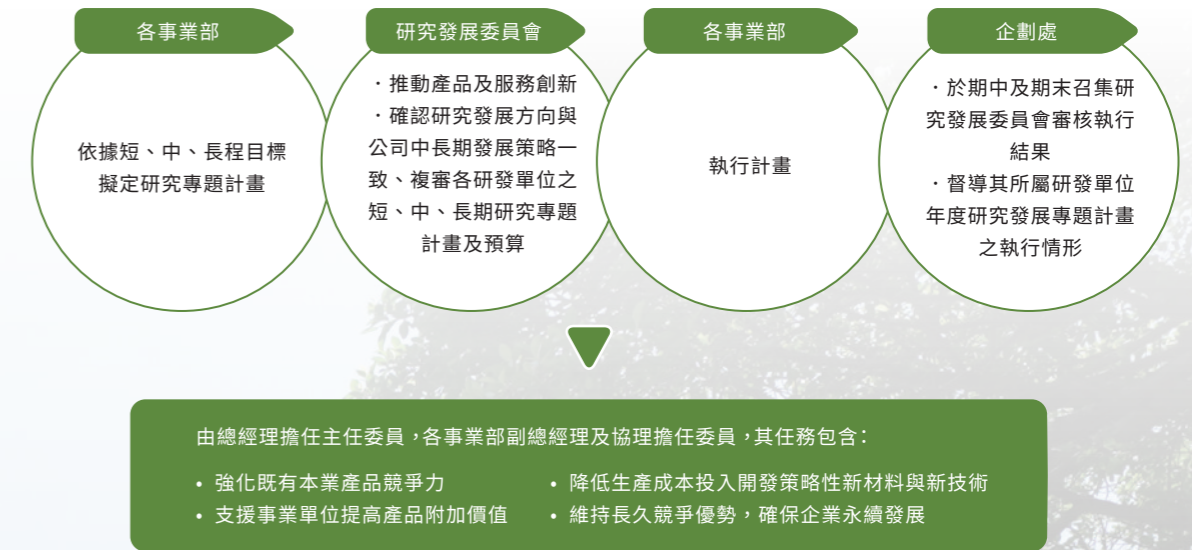 各事業部
依據短、中、長程目標
擬定研究專題計畫
研究發展委員會
・推動產品及服務創新
・確認研究發展方向與
公司中長期發展策略一
致、複審各研發單位之
短、中、長期研究專題
計畫及預算
各事業部
執行計畫
企劃處
・於期中及期末召集研
究發展委員會審核執行
結果
・督導其所屬研發單位
年度研究發展專題計畫
之執行情形
由總經理擔任主任委員,各事業部副總經理及協理擔任委員,其任務包含:
• 強化既有本業產品競爭力
• 支援事業單位提高產品附加價值
• 降低生產成本投入開發策略性新材料與新技術
• 維持長久競爭優勢,確保企業永續發展